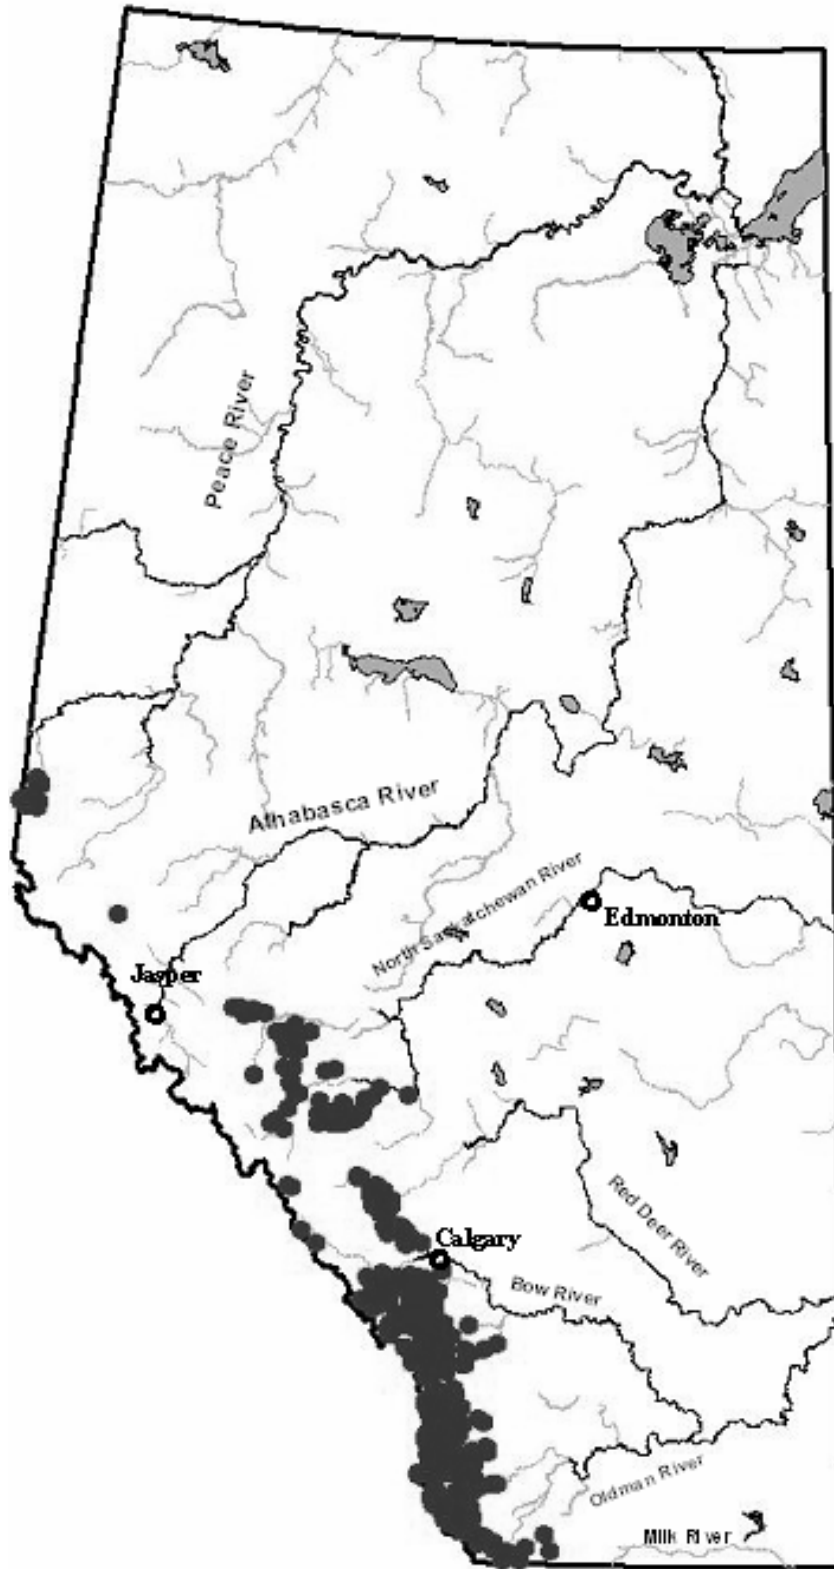 Peace River
Athabasca River
North Saskatchewan River
Edmonton
Jasper
Calgary
Red Deer River
Bow River
Oldman River
Milk River